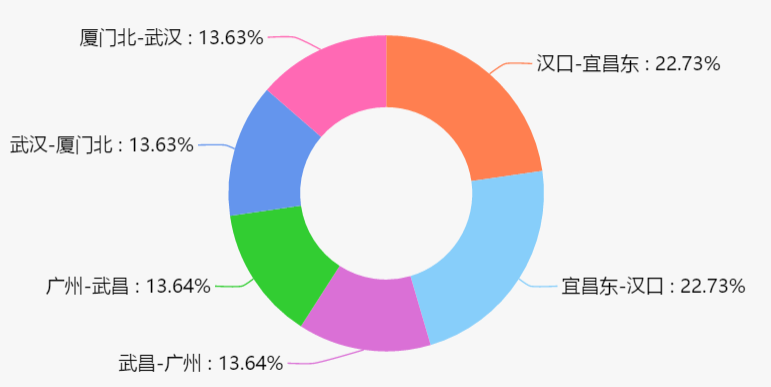 厦门北-武汉 : 13.63%
汉口-宜昌东 : 22.73%
武汉-厦门北 : 13.63%
广州-武昌 : 13.64%
宜昌东-汉口 : 22.73%
武昌-广州 : 13.64%